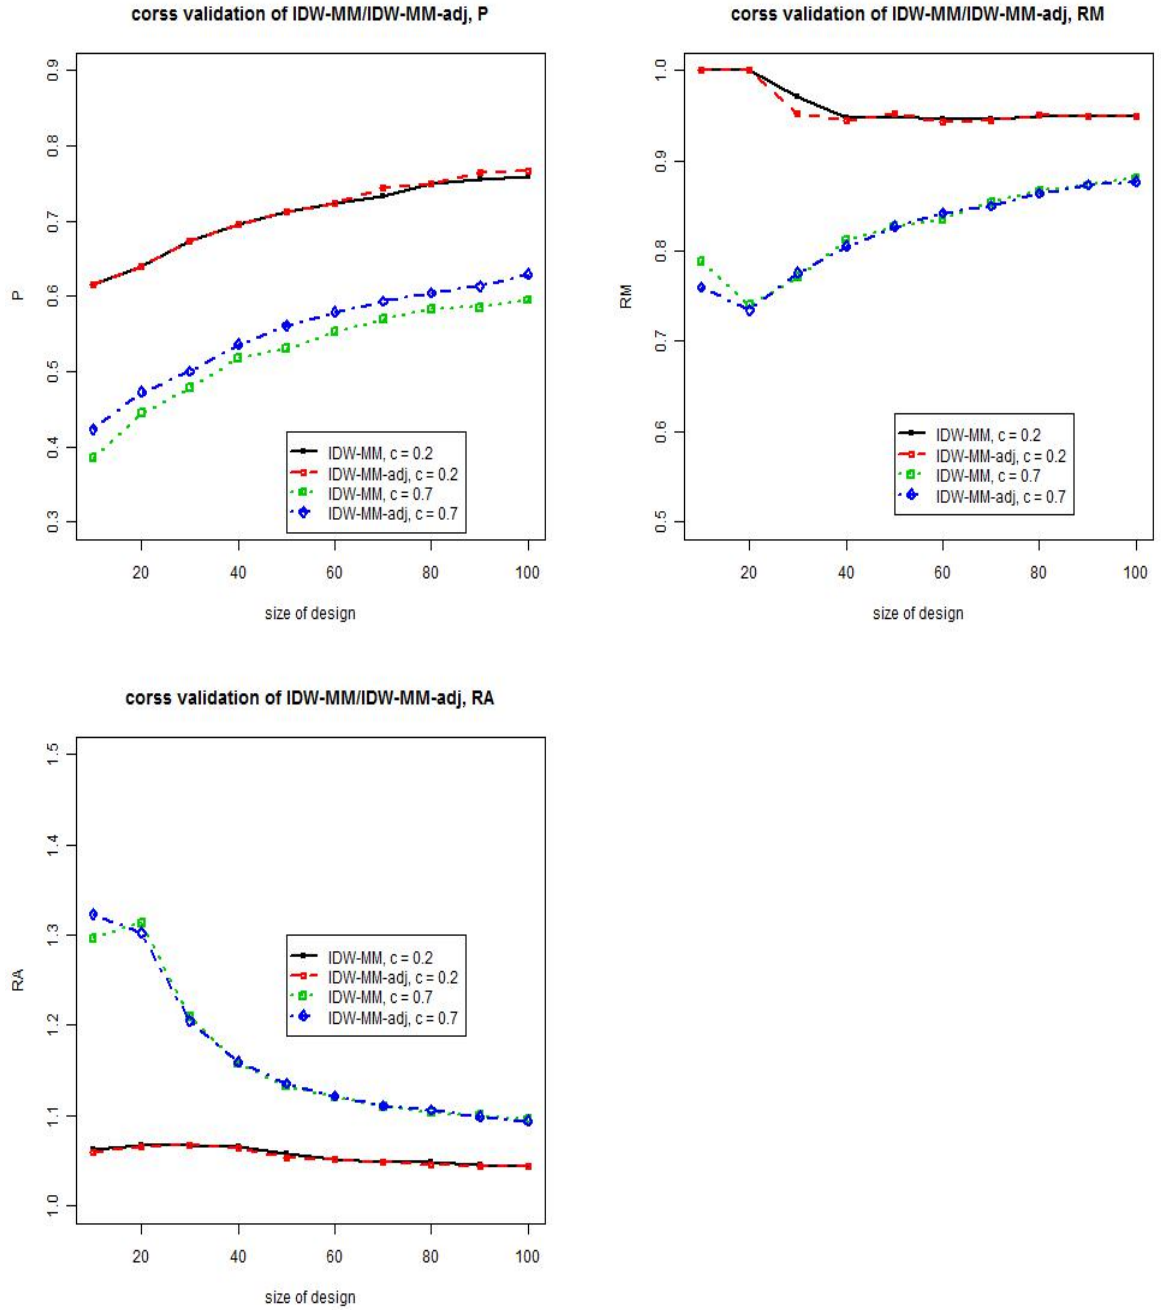 corss validation of IDW-MM/IDW-MM-adj, P
0.9
0.8
0.7
0.6
0.5
0.4
0.3
P
IDW-MM, c = 0.2
IDW-MM-adj, c = 0.2
IDW-MM, c = 0.7
IDW-MM-adj, c = 0.7
20 40 60 80 100
size of design
corss validation of IDW-MM/IDW-MM-adj, RM
1.0
0.9
0.8
0.7
0.6
0.5
RM
IDW-MM, c = 0.2
IDW-MM-adj, c = 0.2
IDW-MM, c = 0.7
IDW-MM-adj, c = 0.7
20 40 60 80 100
size of design
corss validation of IDW-MM/IDW-MM-adj, RA
1.5
1.4
1.3
1.2
1.1
1.0
RA
IDW-MM, c = 0.2
IDW-MM-adj, c = 0.2
IDW-MM, c = 0.7
IDW-MM-adj, c = 0.7
20 40 60 80 100
size of design